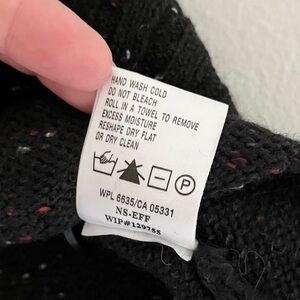 HAND WASH COLD
DO NOT BLEACH
ROLL IN A TOWEL TO REMOVE
EXCESS MOISTURE
RESHAPE DRY FLAT
OR DRY CLEAN
P
WPL 6635/CA 05331
NS-EFF
WIP#129755